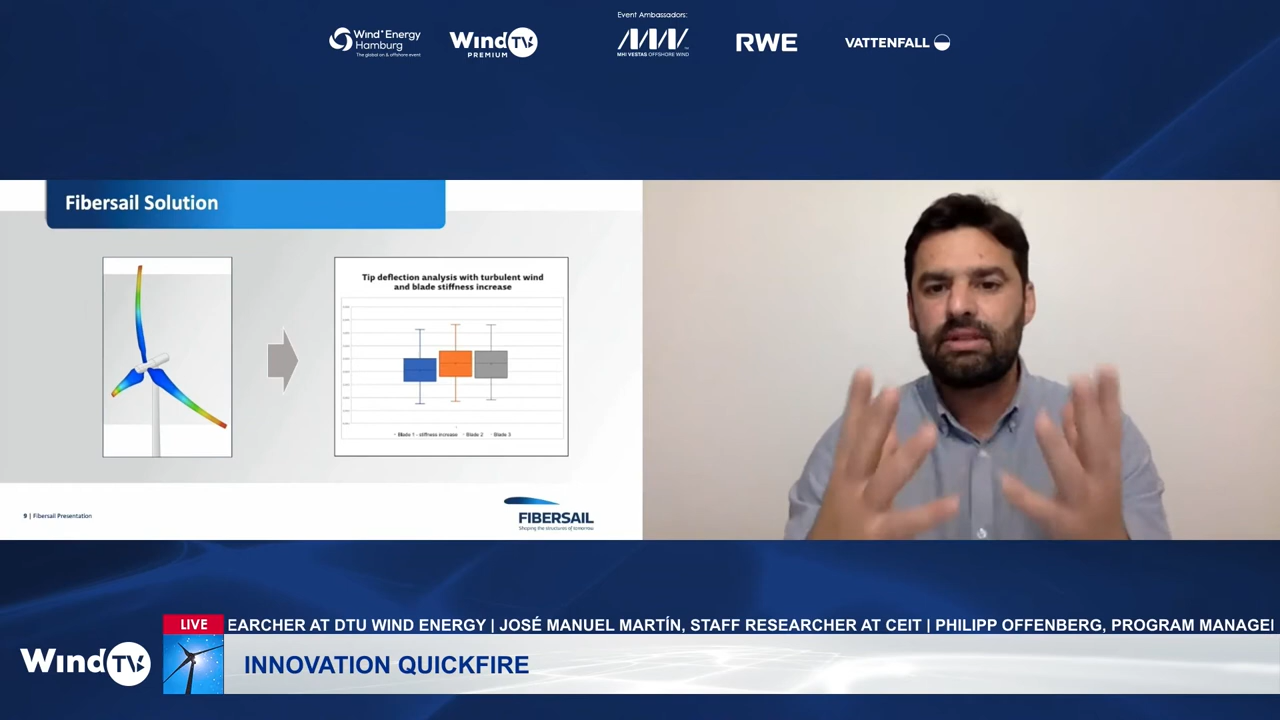 Event Ambassadors:
Wind Energy
Hamburg
The global on & offshore event
WindTV
PREMIUM
MHI VESTAS OFFSHORE WIND
RWE
VATTENFALL
Fibersail Solution
Tip deflection analysis with turbulent wind
and blade stiffness increase
Blade 1 - stiffness increase Blade 2 Blade 3
9 | Fibersail Presentation
FIBERSAIL
Shaping the structures of tomorrow
LIVE
EARCHER AT DTU WIND ENERGY | JOSÉ MANUEL MARTÍN, STAFF RESEARCHER AT CEIT | PHILIPP OFFENBERG, PROGRAM MANAGE
WindTV
INNOVATION QUICKFIRE